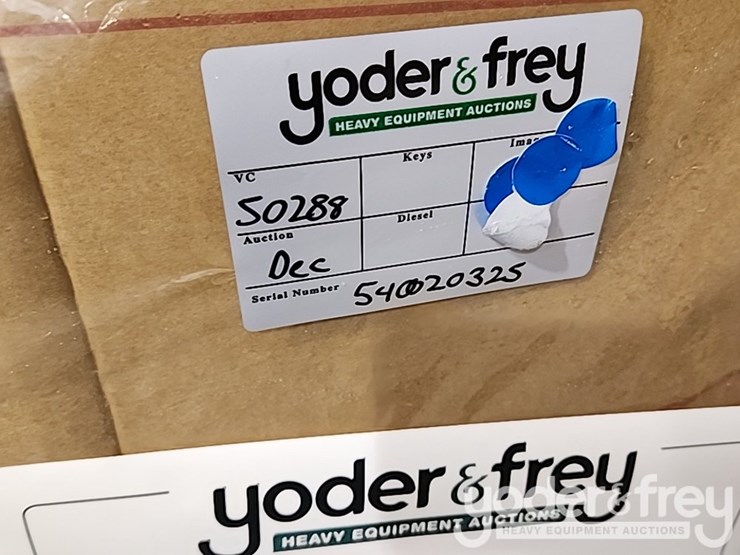 yoder & frey
HEAVY EQUIPMENT AUCTIONS
VC Keys
50288
Auction Diesel
Dec
Serial Number 540020325
yoder & frey
HEAVY EQUIPMENT AUCTIONS
yoder & frey
HEAVY EQUIPMENT AUCTIONS